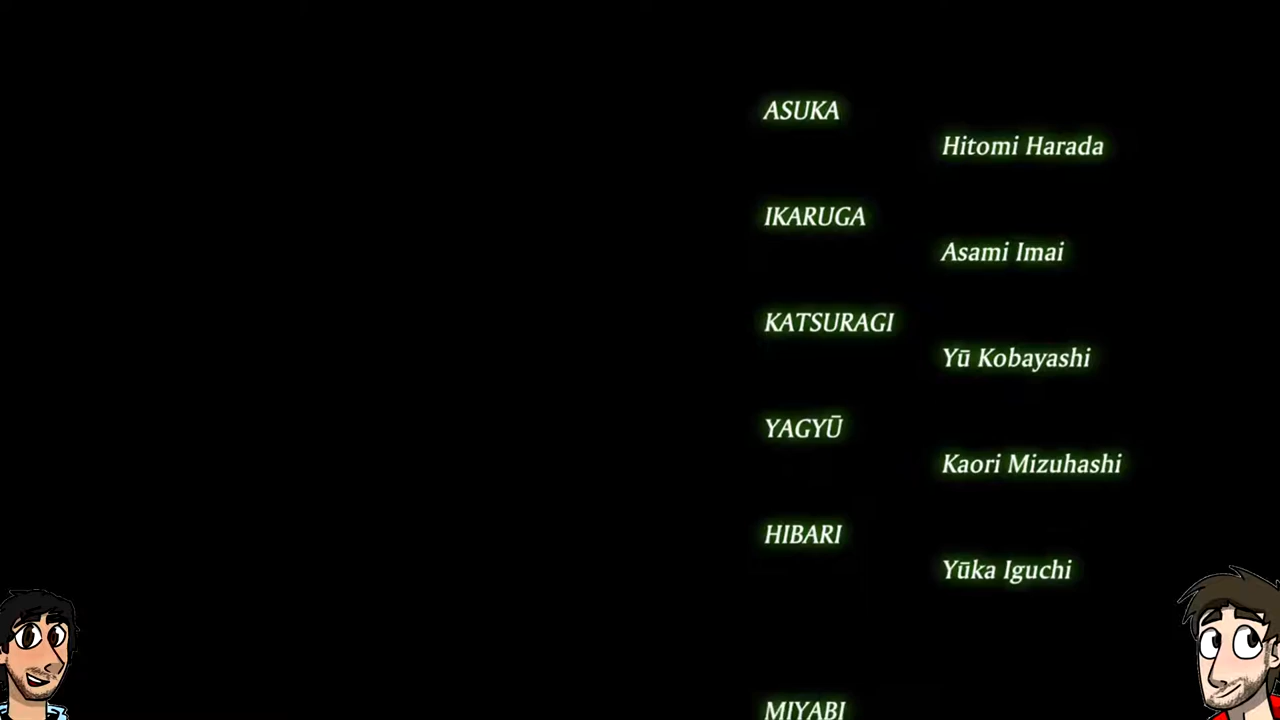 ASUKA
Hitomi Harada
IKARUGA
Asami Imai
KATSURAGI
Yū Kobayashi
YAGYŪ
Kaori Mizuhashi
HIBARI
Yūka Iguchi
MIYABI